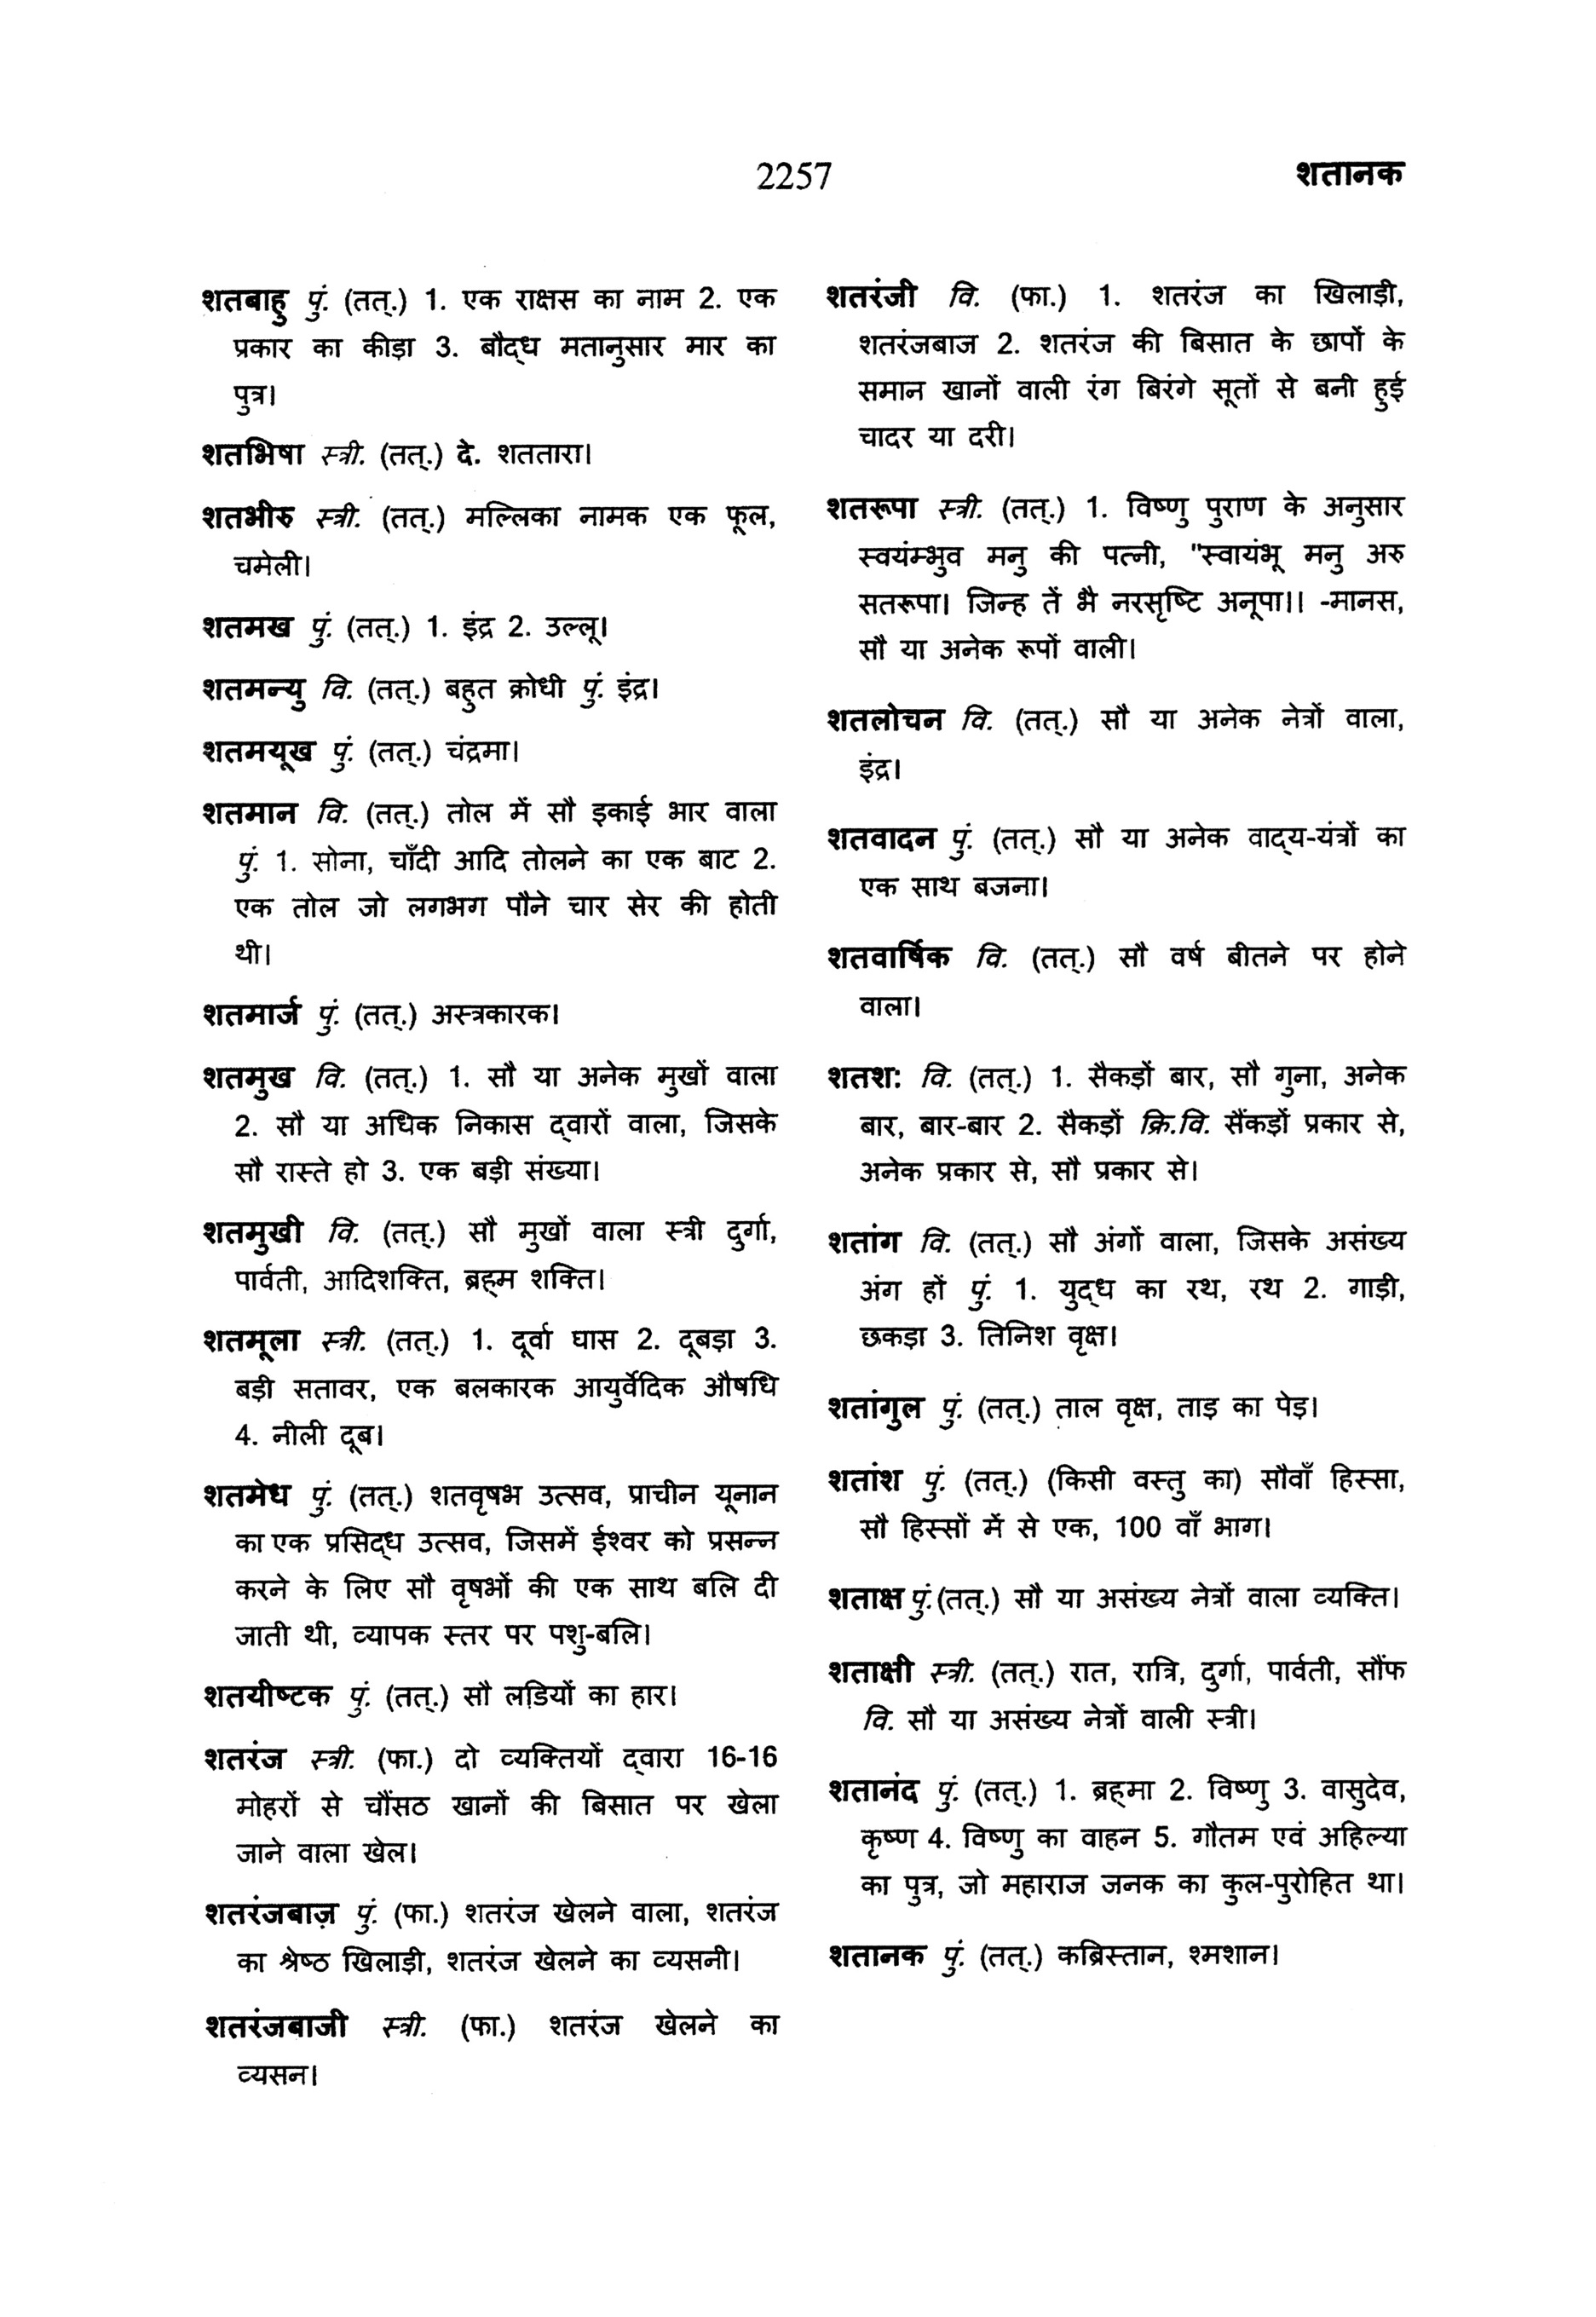 2257
शतानक
शतबाहु पुं. (तत्.) 1. एक राक्षस का नाम 2. एक
प्रकार का कीड़ा 3. बौद्ध मतानुसार मार का
पुत्र।
शतभिषा स्त्री. (तत्.) दे. शततारा।
शतभीरु स्त्री. (तत्.) मल्लिका नामक एक फूल,
चमेली।
शतमख पुं. (तत्.) 1. इंद्र 2. उल्लू।
शतमन्यु वि. (तत्.) बहुत क्रोधी पुं. इंद्र।
शतमयूख पुं. (तत्.) चंद्रमा।
शतमान वि. (तत्.) तोल में सौ इकाई भार वाला
पुं. 1. सोना, चाँदी आदि तोलने का एक बाट 2.
एक तोल जो लगभग पौने चार सेर की होती
थी।
शतमार्ज पुं. (तत्.) अस्त्रकारक।
शतमुख वि. (तत्.) 1. सौ या अनेक मुखों वाला
2. सौ या अधिक निकास द्वारों वाला, जिसके
सौ रास्ते हो 3. एक बड़ी संख्या।
शतमुखी वि. (तत्.) सौ मुखों वाला स्त्री दुर्गा,
पार्वती, आदिशक्ति, ब्रह्म शक्ति।
शतमूला स्त्री. (तत्.) 1. दूर्वा घास 2. दूबड़ा 3.
बड़ी सतावर, एक बलकारक आयुर्वेदिक औषधि
4. नीली दूब।
शतमेध पुं. (तत्.) शतवृषभ उत्सव, प्राचीन यूनान
का एक प्रसिद्ध उत्सव, जिसमें ईश्वर को प्रसन्न
करने के लिए सौ वृषभों की एक साथ बलि दी
जाती थी, व्यापक स्तर पर पशु-बलि।
शतयीष्टक पुं. (तत्.) सौ लडि़यों का हार।
शतरंज स्त्री. (फा.) दो व्यक्तियों द्वारा 16-16
मोहरों से चौंसठ खानों की बिसात पर खेला
जाने वाला खेल।
शतरंजबाज़ पुं. (फा.) शतरंज खेलने वाला, शतरंज
का श्रेष्ठ खिलाड़ी, शतरंज खेलने का व्यसनी।
शतरंजबाजी स्त्री. (फा.) शतरंज खेलने का
व्यसन।
शतरंजी वि. (फा.) 1. शतरंज का खिलाड़ी,
शतरंजबाज 2. शतरंज की बिसात के छापों के
समान खानों वाली रंग बिरंगे सूतों से बनी हुई
चादर या दरी।
शतरूपा स्त्री. (तत्.) 1. विष्णु पुराण के अनुसार
स्वयंम्भुव मनु की पत्नी, "स्वायंभू मनु अरु
सतरूपा। जिन्ह तें भै नरसृष्टि अनूपा।। -मानस,
सौ या अनेक रूपों वाली।
शतलोचन वि. (तत्.) सौ या अनेक नेत्रों वाला,
इंद्र।
शतवादन पुं. (तत्.) सौ या अनेक वाद्य-यंत्रों का
एक साथ बजना।
शतवार्षिक वि. (तत्.) सौ वर्ष बीतने पर होने
वाला।
शतश: वि. (तत्.) 1. सैकड़ों बार, सौ गुना, अनेक
बार, बार-बार 2. सैकड़ों क्रि.वि. सैंकड़ों प्रकार से,
अनेक प्रकार से, सौ प्रकार से।
शतांग वि. (तत्.) सौ अंगों वाला, जिसके असंख्य
अंग हों पुं. 1. युद्ध का रथ, रथ 2. गाड़ी,
छकड़ा 3. तिनिश वृक्ष।
शतांगुल पुं. (तत्.) ताल वृक्ष, ताड़ का पेड़।
शतांश पुं. (तत्.) (किसी वस्तु का) सौवाँ हिस्सा,
सौ हिस्सों में से एक, 100 वाँ भाग।
शताक्ष पुं.(तत्.) सौ या असंख्य नेत्रों वाला व्यक्ति।
शताक्षी स्त्री. (तत्.) रात, रात्रि, दुर्गा, पार्वती, सौंफ
वि. सौ या असंख्य नेत्रों वाली स्त्री।
शतानंद पुं. (तत्.) 1. ब्रह्मा 2. विष्णु 3. वासुदेव,
कृष्ण 4. विष्णु का वाहन 5. गौतम एवं अहिल्या
का पुत्र, जो महाराज जनक का कुल-पुरोहित था।
शतानक पुं. (तत्.) कब्रिस्तान, श्मशान।